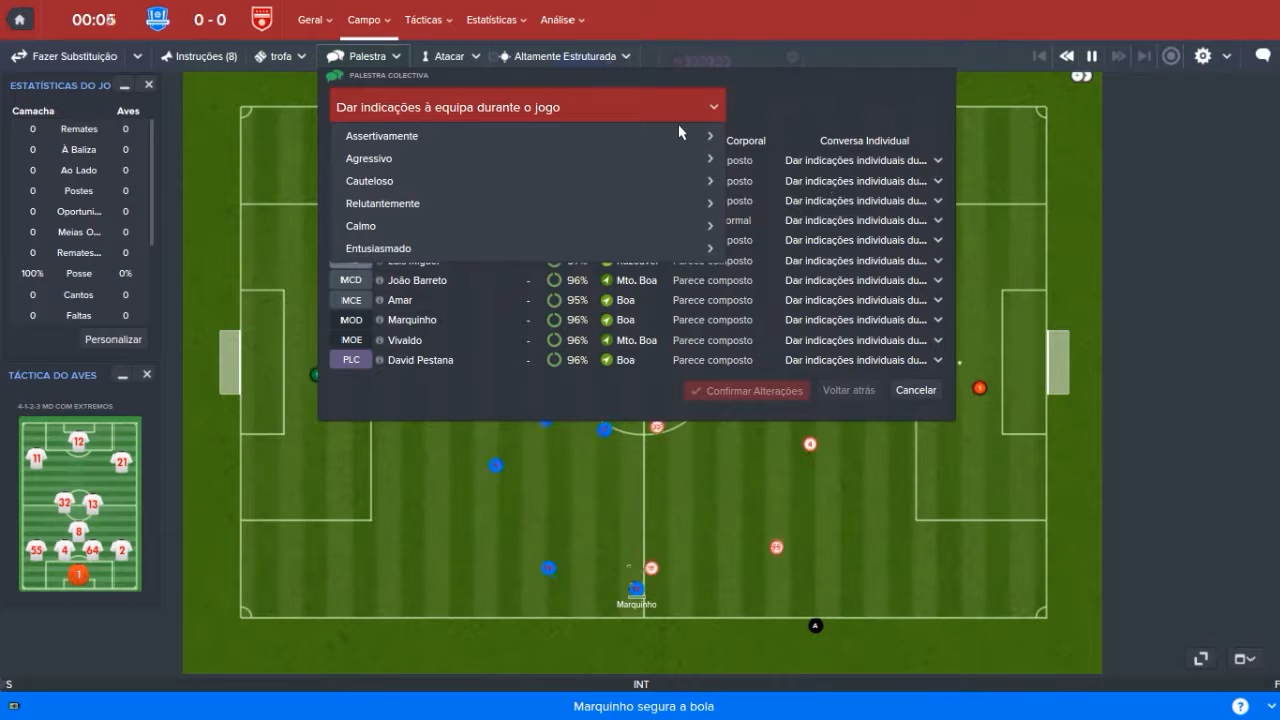 0 - 0
Geral
Campo
Tácticas
Estatísticas
Análise
Fazer Substituição
Instruções (8)
trofa
Palestra
Atacar
Altamente Estruturada
ESTATÍSTICAS DO JO
Camacha Aves
0 Remates 0
0 À Baliza 0
0 Ao Lado 0
0 Postes 0
0 Oportuni... 0
0 Meias O... 0
0 Remates... 0
100% Posse 0%
0 Cantos 0
0 Faltas 0
Personalizar
TÁCTICA DO AVES
4-1-2-3 MD COM EXTREMOS
12
11 21
32 13
8
55 4 64 2
1
PALESTRA COLECTIVA
Dar indicações à equipa durante o jogo
Assertivamente
Agressivo
Cauteloso
Relutantemente
Calmo
Entusiasmado
Corporal Conversa Individual
posto Dar indicações individuais du...
posto Dar indicações individuais du...
posto Dar indicações individuais du...
ormal Dar indicações individuais du...
posto Dar indicações individuais du...
Dar indicações individuais du...
MCD João Barreto - 96% Mto. Boa Parece composto Dar indicações individuais du...
MCE Amar - 95% Boa Parece composto Dar indicações individuais du...
MOD Marquinho - 96% Boa Parece composto Dar indicações individuais du...
MOE Vivaldo - 96% Mto. Boa Parece composto Dar indicações individuais du...
PLC David Pestana - 96% Boa Parece composto Dar indicações individuais du...
Confirmar Alterações
Voltar atrás
Cancelar
1
4
Marquinho
A
S INT F
Marquinho segura a bola
?